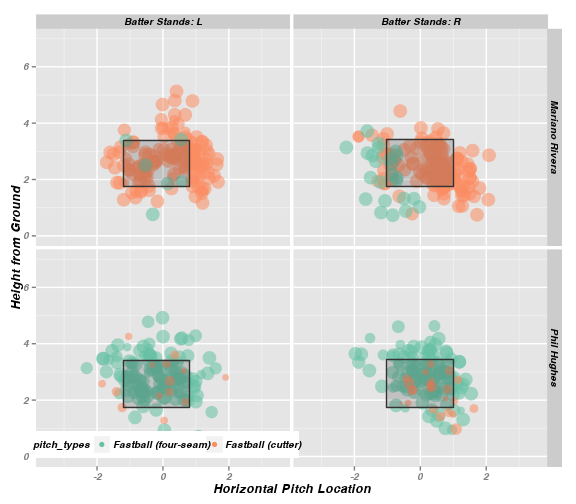 Batter Stands: L Batter Stands: R
6
4
2
0
Mariano Rivera
Height from Ground
6
4
2
0
Phil Hughes
pitch_types Fastball (four-seam) Fastball (cutter)
-2 0 2 -2 0 2
Horizontal Pitch Location